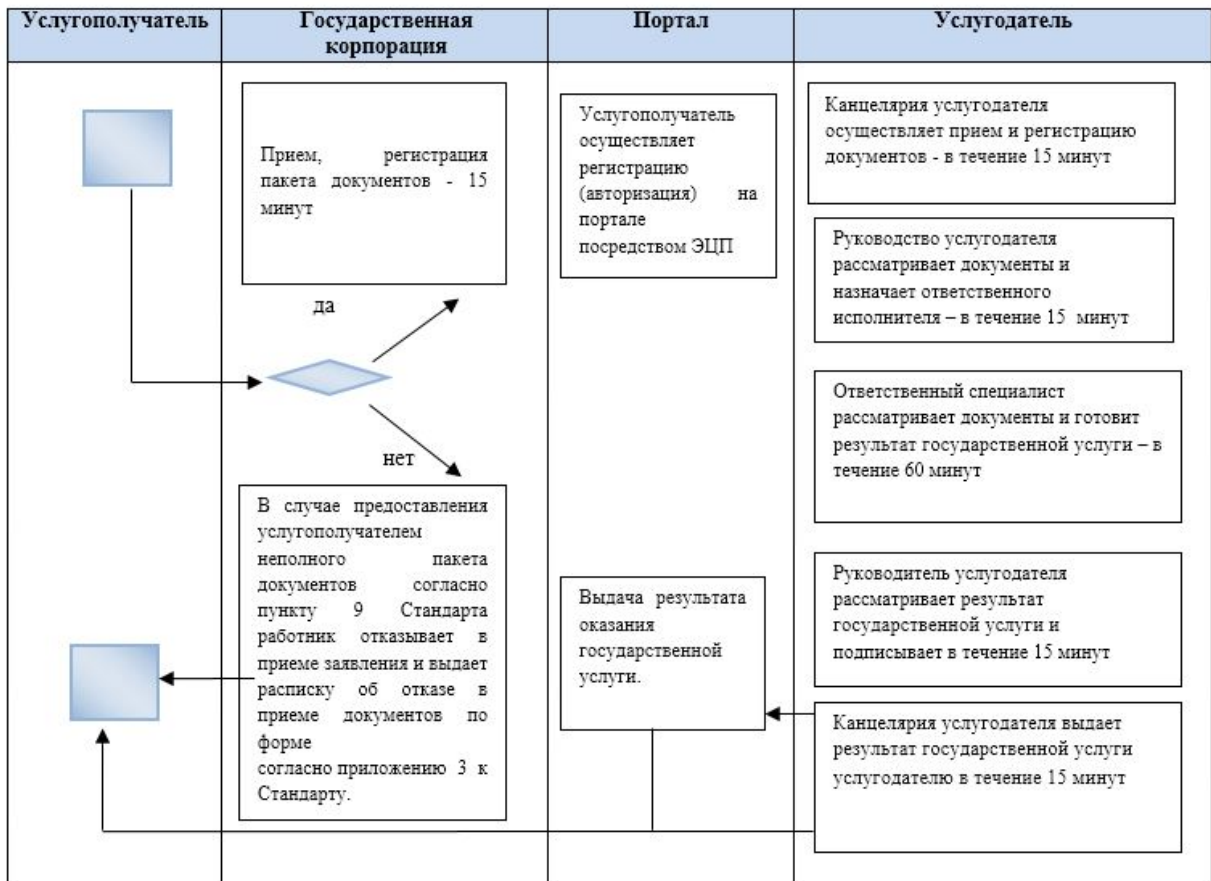 Услугополучатель
Государственная
корпорация
Портал
Услугодатель
Прием, регистрация
пакета документов - 15
минут
да
нет
В случае предоставления
услугополучателем
неполного пакета
документов согласно
пункту 9 Стандарта
работник отказывает в
приеме заявления и выдает
расписку об отказе в
приеме документов по
форме
согласно приложению 3 к
Стандарту.
Услугополучатель
осуществляет
регистрацию
(авторизация) на
портале
посредством ЭЦП
Выдача результата
оказания
государственной
услуги.
Канцелярия услугодателя
осуществляет прием и регистрацию
документов - в течение 15 минут
Руководство услугодателя
рассматривает документы и
назначает ответственного
исполнителя – в течение 15 минут
Ответственный специалист
рассматривает документы и готовит
результат государственной услуги – в
течение 60 минут
Руководитель услугодателя
рассматривает результат
государственной услуги и
подписывает в течение 15 минут
Канцелярия услугодателя выдает
результат государственной услуги
услугодателю в течение 15 минут